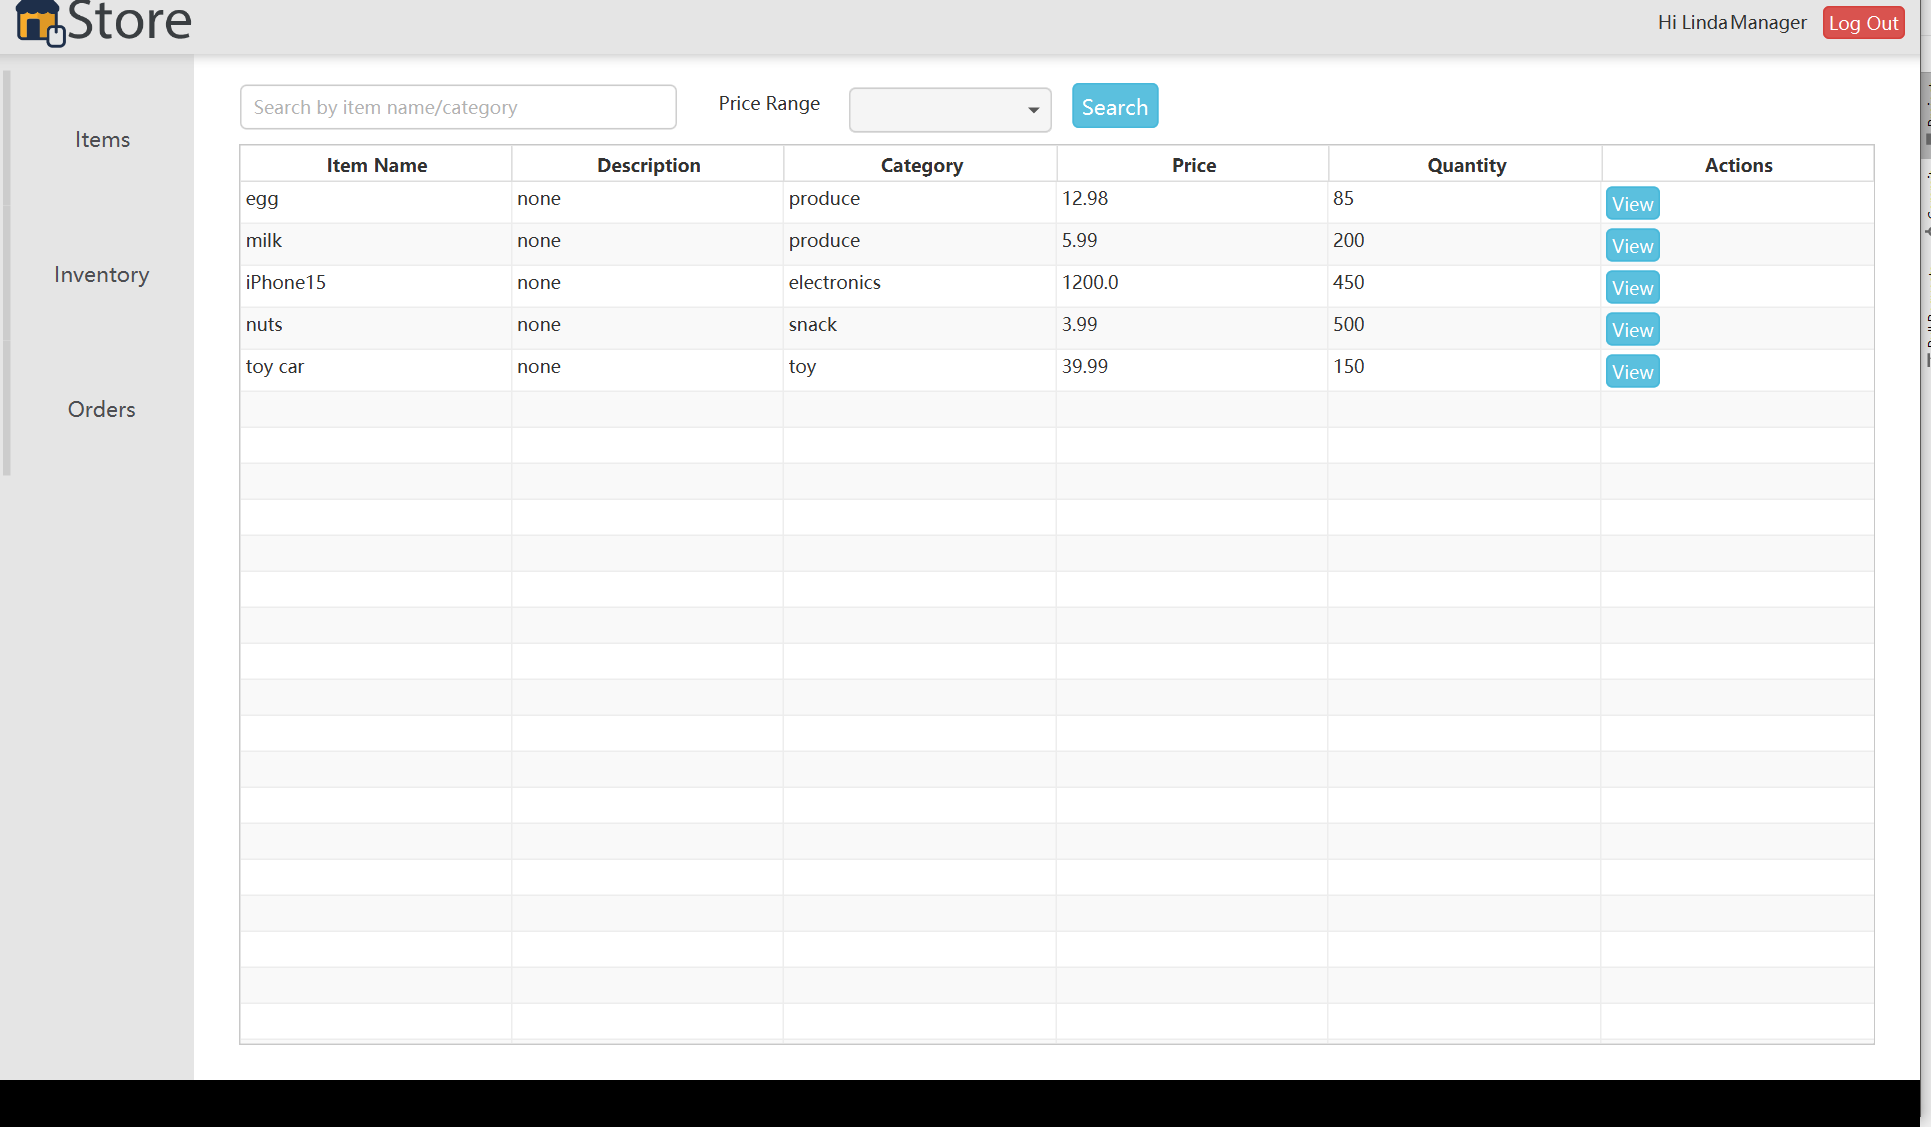 Store
Hi Linda Manager Log Out
Search by item name/category Price Range Search
Items
Inventory
Orders
Item Name Description Category Price Quantity Actions
egg none produce 12.98 85 View
milk none produce 5.99 200 View
iPhone15 none electronics 1200.0 450 View
nuts none snack 3.99 500 View
toy car none toy 39.99 150 View